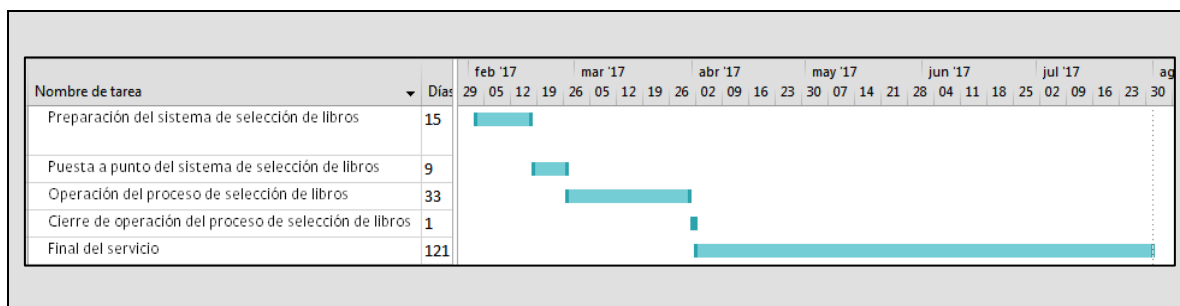 feb '17 mar '17 abr '17 may '17 jun '17 jul '17 ag
Nombre de tarea Días 29 05 12 19 26 05 12 19 26 02 09 16 23 30 07 14 21 28 04 11 18 25 02 09 16 23 30
Preparación del sistema de selección de libros 15
Puesta a punto del sistema de selección de libros 9
Operación del proceso de selección de libros 33
Cierre de operación del proceso de selección de libros 1
Final del servicio 121